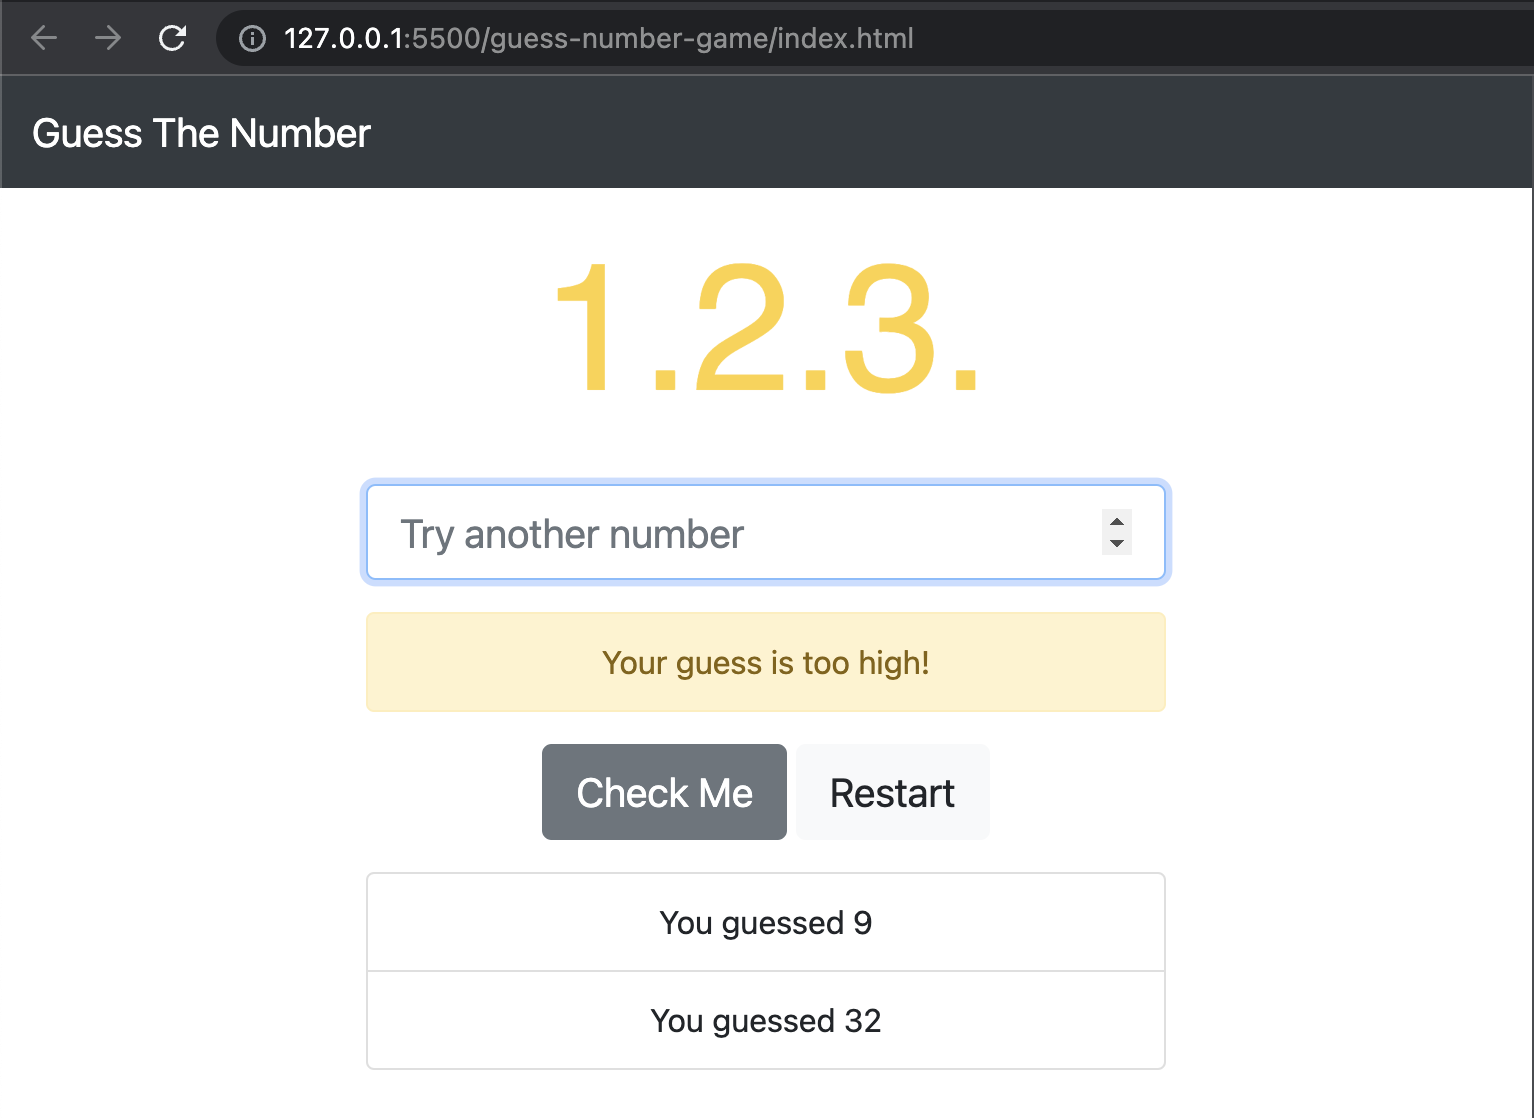 127.0.0.1:5500/guess-number-game/index.html
Guess The Number
1.2.3.
Try another number
Your guess is too high!
Check Me Restart
You guessed 9
You guessed 32